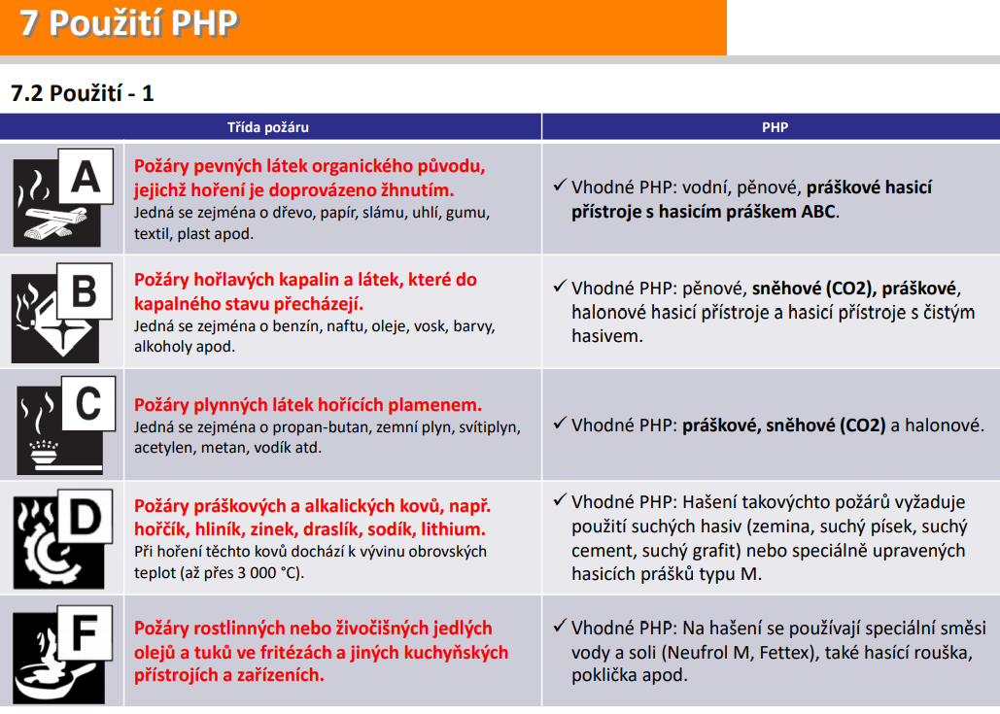 7 Použití PHP
7.2 Použití - 1
Třída požáru
PHP
A
Požáry pevných látek organického původu,
jejichž hoření je doprovázeno žhnutím.
Jedná se zejména o dřevo, papír, slámu, uhlí, gumu,
textil, plast apod.
✓ Vhodné PHP: vodní, pěnové, práškové hasicí
přístroje s hasicím práškem ABC.
B
Požáry hořlavých kapalin a látek, které do
kapalného stavu přecházejí.
Jedná se zejména o benzín, naftu, oleje, vosk, barvy,
alkoholy apod.
✓ Vhodné PHP: pěnové, sněhové (CO2), práškové,
halonové hasicí přístroje a hasicí přístroje s čistým
hasivem.
C
Požáry plynných látek hořících plamenem.
Jedná se zejména o propan-butan, zemní plyn, svítiplyn,
acetylen, metan, vodík atd.
✓ Vhodné PHP: práškové, sněhové (CO2) a halonové.
D
Požáry práškových a alkalických kovů, např.
hořčík, hliník, zinek, draslík, sodík, lithium.
Při hoření těchto kovů dochází k vývinu obrovských
teplot (až přes 3 000 °C).
✓ Vhodné PHP: Hašení takovýchto požárů vyžaduje
použití suchých hasiv (zemina, suchý písek, suchý
cement, suchý grafit) nebo speciálně upravených
hasicích prášků typu M.
F
Požáry rostlinných nebo živočišných jedlých
olejů a tuků ve fritézách a jiných kuchyňských
přístrojích a zařízeních.
✓ Vhodné PHP: Na hašení se používají speciální směsi
vody a soli (Neufrol M, Fettex), také hasící rouška,
poklička apod.